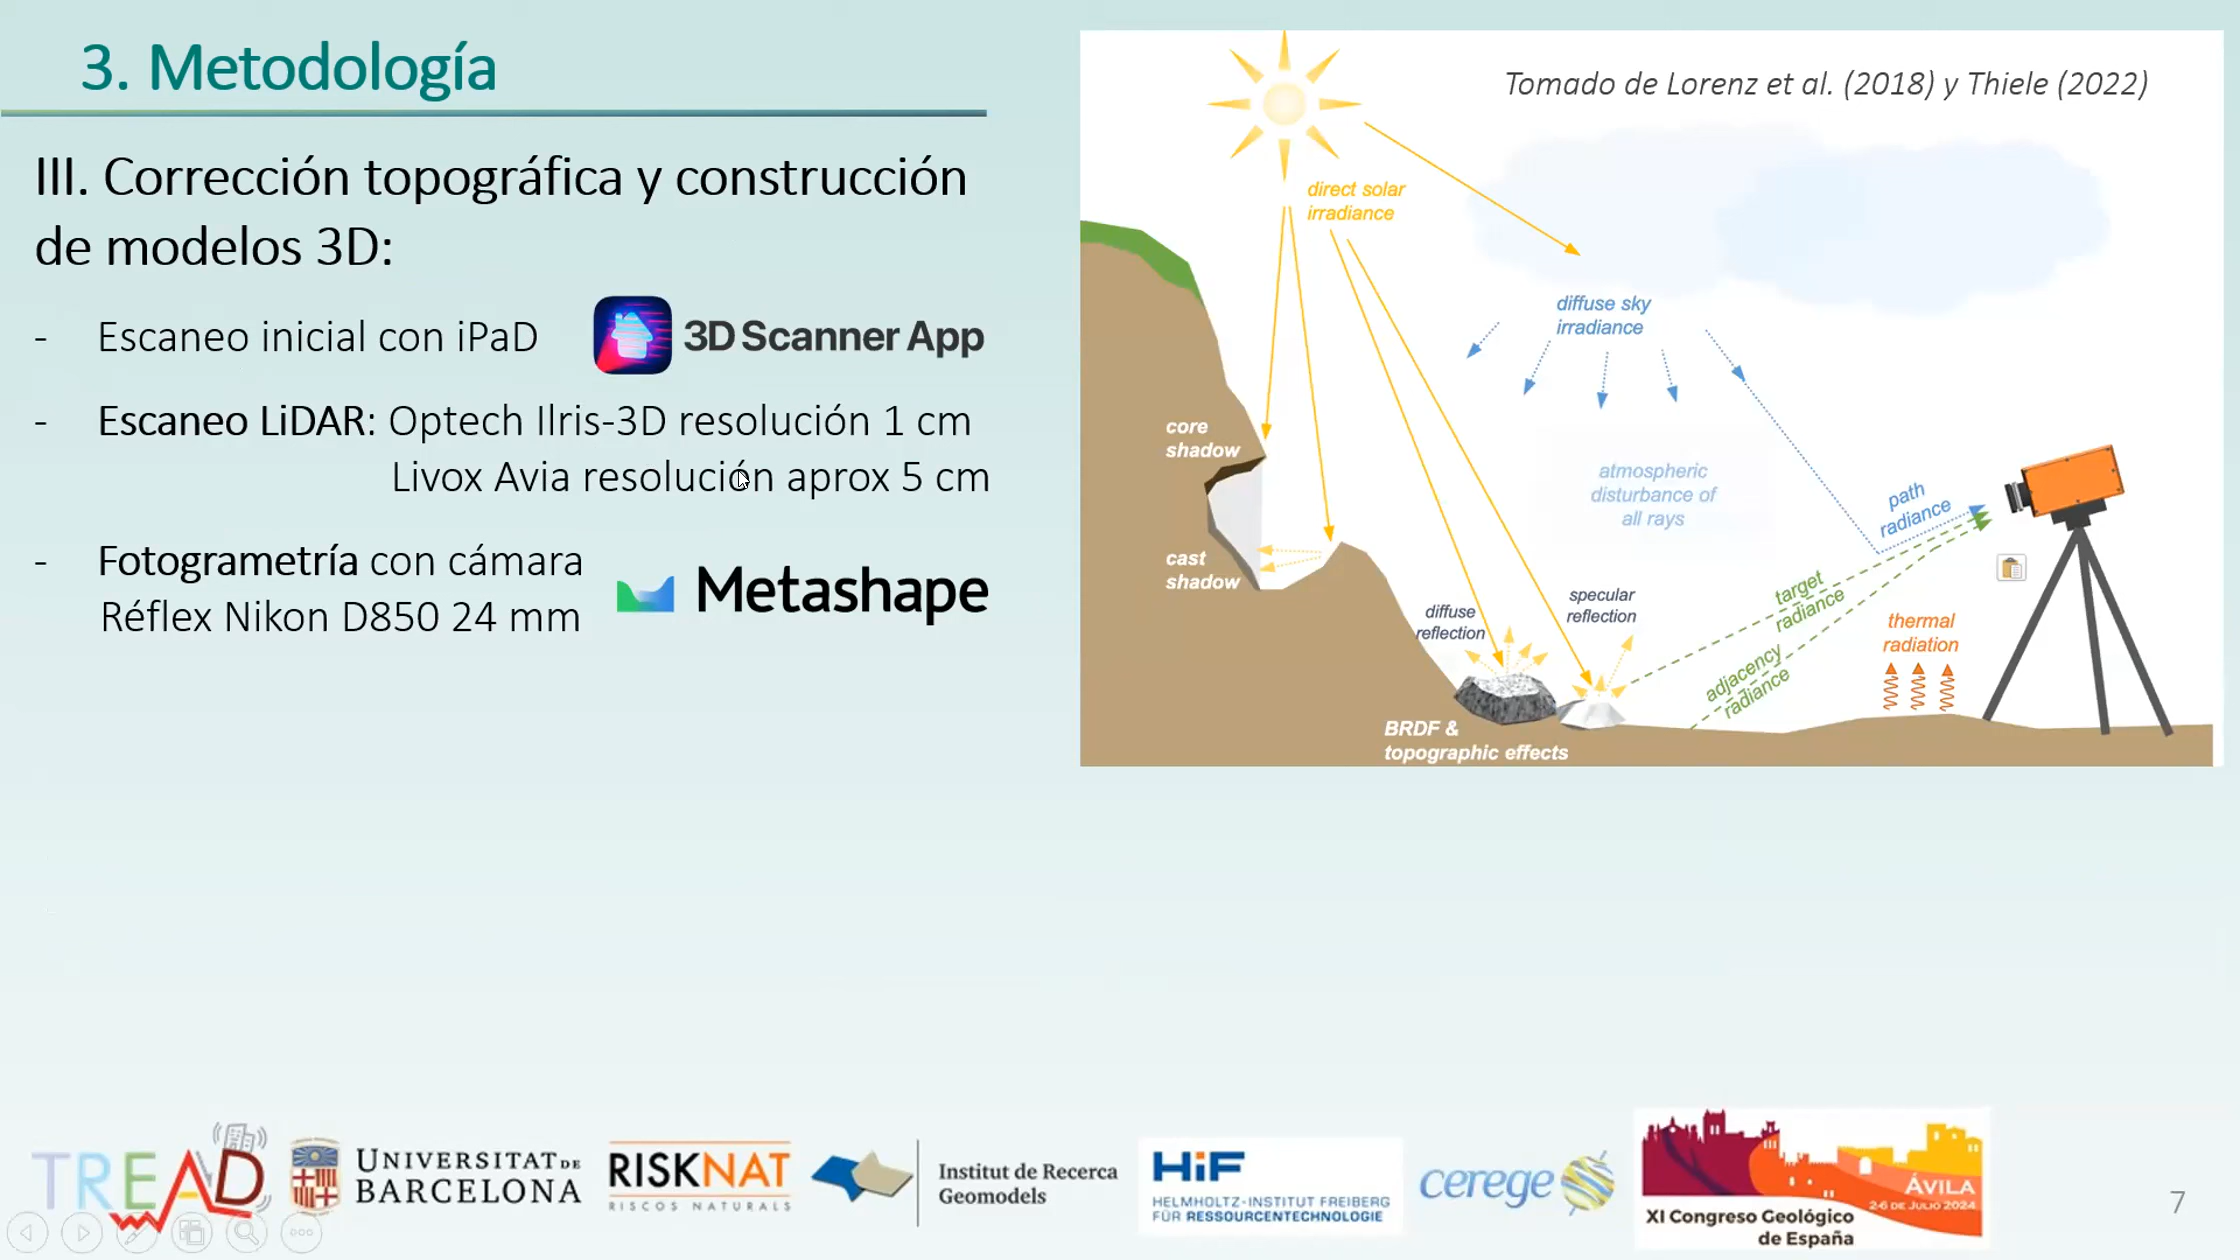 3. Metodología
III. Corrección topográfica y construcción
de modelos 3D:
- Escaneo inicial con iPaD
3D Scanner App
- Escaneo LiDAR: Optech Ilris-3D resolución 1 cm
Livox Avia resolución aprox 5 cm
- Fotogrametría con cámara
Réflex Nikon D850 24 mm
Metashape
Tomado de Lorenz et al. (2018) y Thiele (2022)
direct solar
irradiance
diffuse sky
irradiance
core
shadow
atmospheric
disturbance of
all rays
path
radiance
cast
shadow
diffuse
reflection
specular
reflection
target
radiance
adjacency
radiance
thermal
radiation
BRDF &
topographic effects
TREAD
UNIVERSITAT DE
BARCELONA
RISKNAT
RISCOS NATURALS
Institut de Recerca
Geomodels
HiF
HELMHOLTZ-INSTITUT FREIBERG
FÜR RESSOURCENTECHNOLOGIE
cerege
ÁVILA
2-6 DE JULIO 2024
XI Congreso Geológico
de España
7